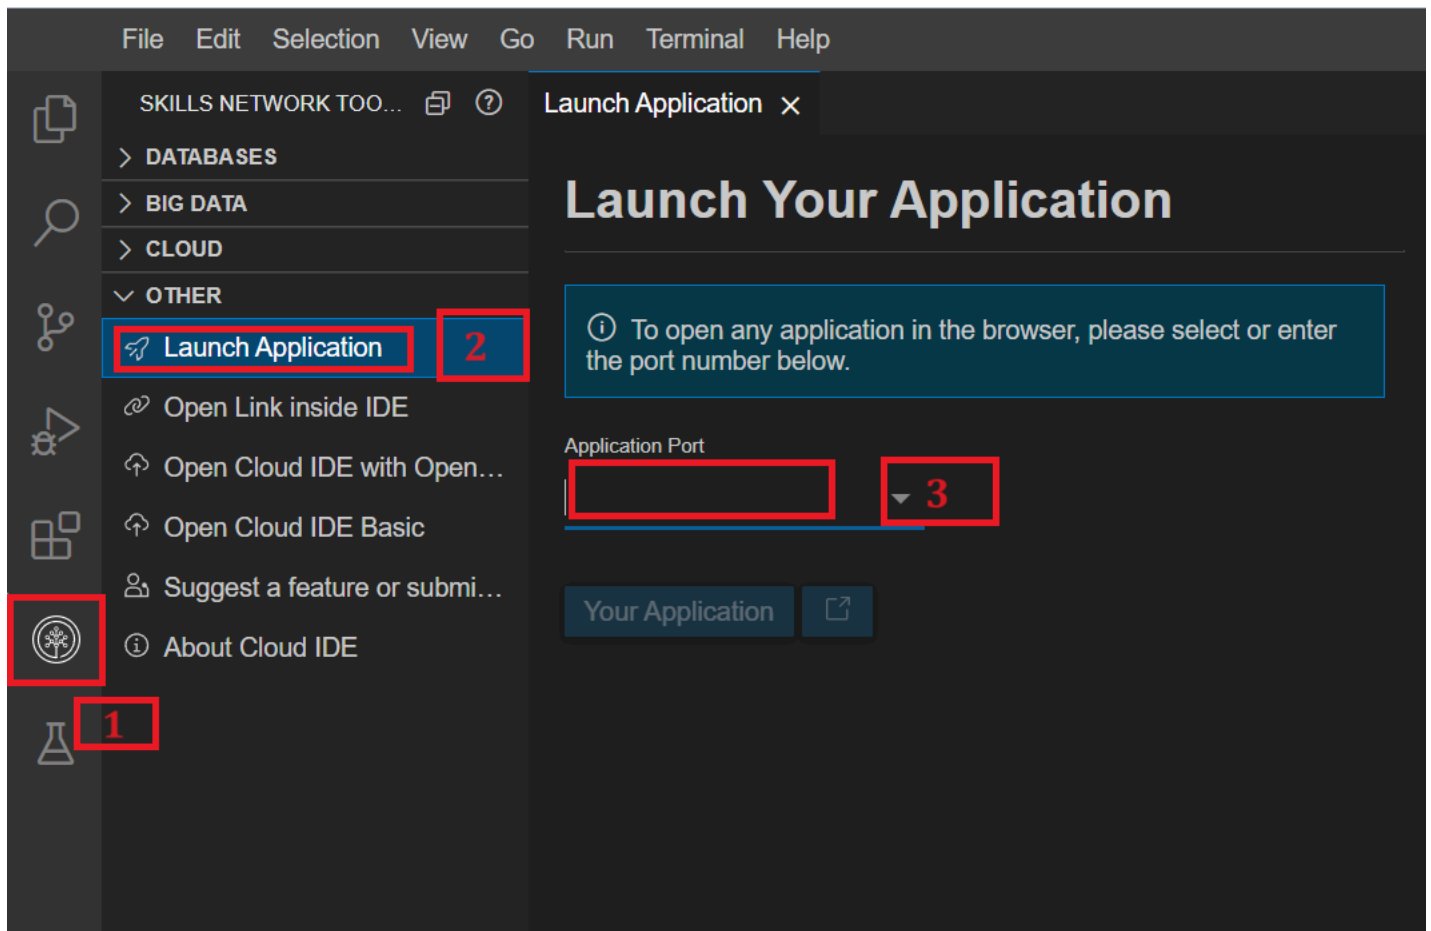 File Edit Selection View Go Run Terminal Help
SKILLS NETWORK TOO...
Launch Application
DATABASES
BIG DATA
CLOUD
OTHER
Launch Application
2
Open Link inside IDE
Open Cloud IDE with Open...
Open Cloud IDE Basic
Suggest a feature or submi...
About Cloud IDE
1
Launch Your Application
To open any application in the browser, please select or enter
the port number below.
Application Port
3
Your Application